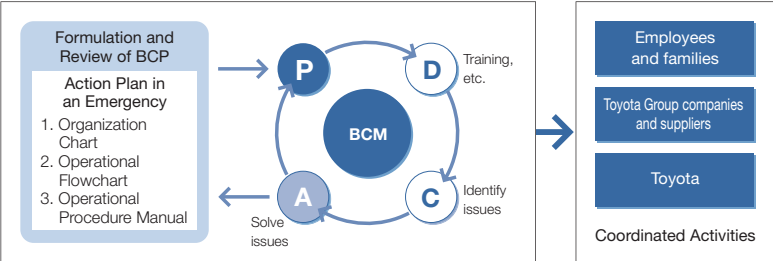 Formulation and
Review of BCP
Action Plan in
an Emergency
1. Organization
Chart
2. Operational
Flowchart
3. Operational
Procedure Manual
P
D
Training,
etc.
BCM
A
C
Identify
issues
Solve
issues
Employees
and families
Toyota Group companies
and suppliers
Toyota
Coordinated Activities